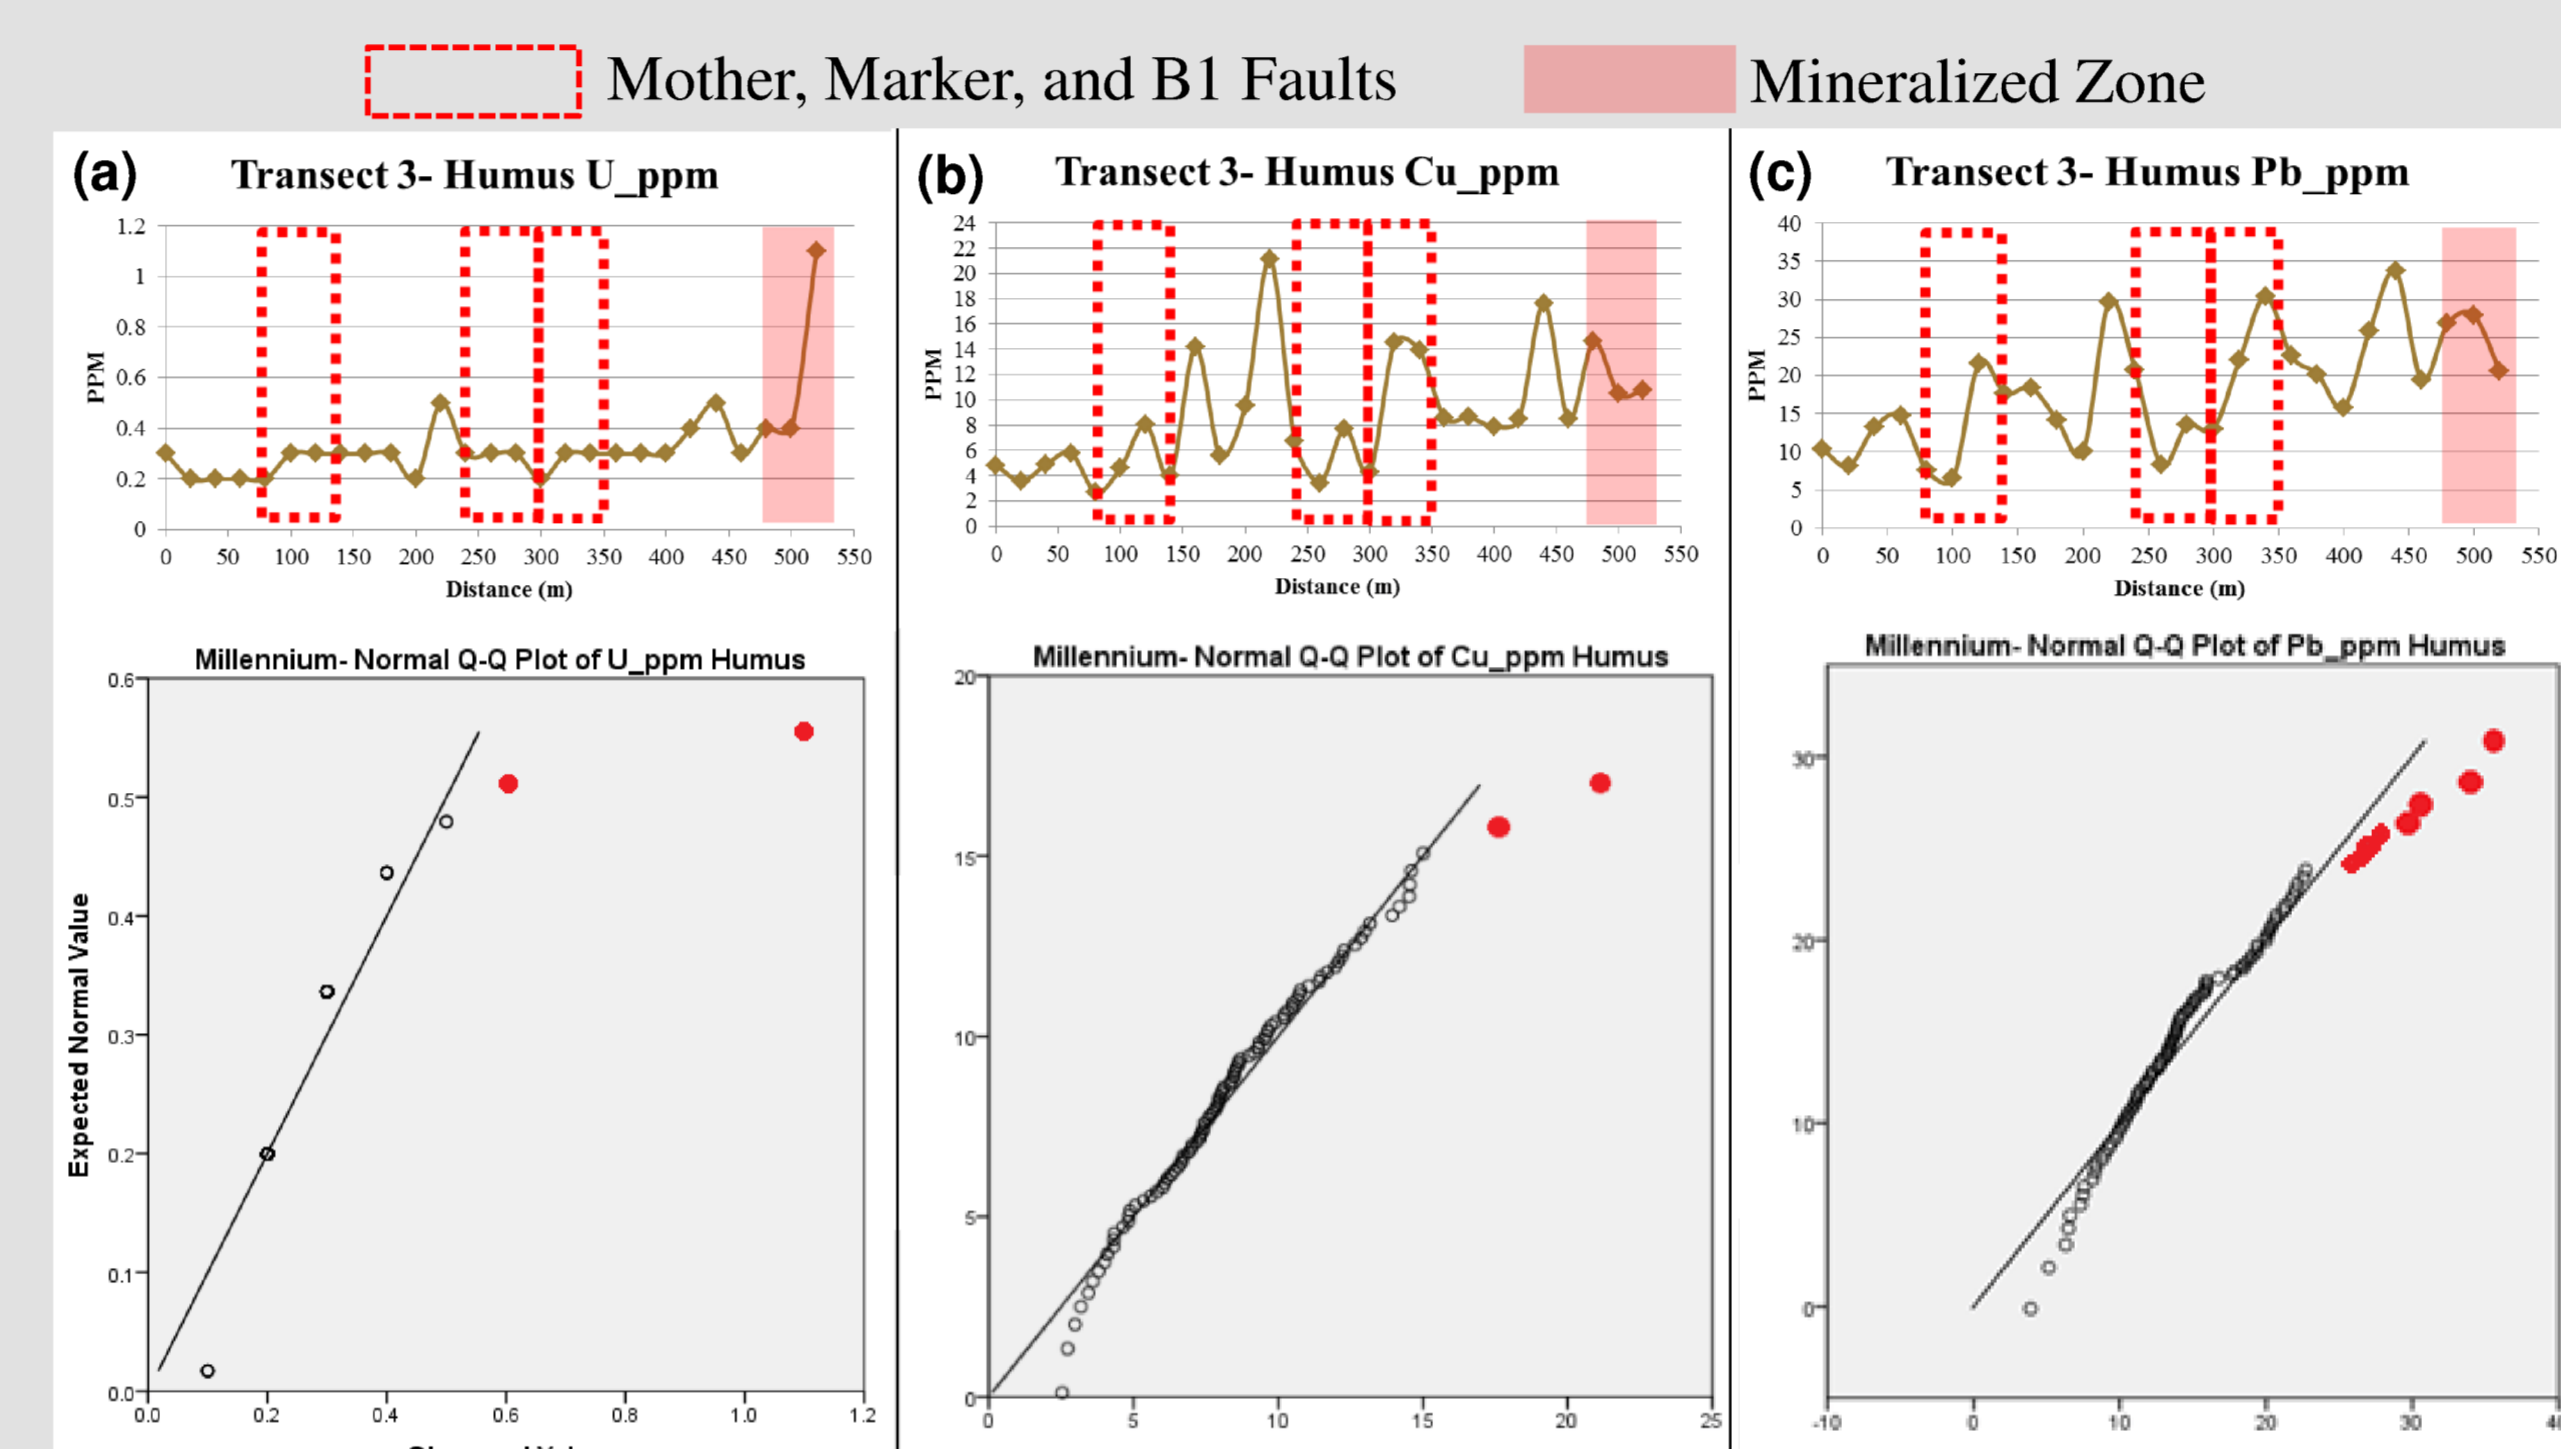 Mother, Marker, and B1 Faults
Mineralized Zone
(a)
Transect 3- Humus U_ppm
1.2
1
0.8
0.6
0.4
0.2
0
PPM
0 50 100 150 200 250 300 350 400 450 500 550
Distance (m)
(b)
Transect 3- Humus Cu_ppm
24
22
20
18
16
14
12
10
8
6
4
2
0
PPM
0 50 100 150 200 250 300 350 400 450 500 550
Distance (m)
(c)
Transect 3- Humus Pb_ppm
40
35
30
25
20
15
10
5
0
PPM
0 50 100 150 200 250 300 350 400 450 500 550
Distance (m)
Millennium- Normal Q-Q Plot of U_ppm Humus
0.6
0.5
0.4
0.3
0.2
0.1
0.0
Expected Normal Value
0.0 0.2 0.4 0.6 0.8 1.0 1.2
Millennium- Normal Q-Q Plot of Cu_ppm Humus
20
15
10
5
0
0 5 10 15 20 25
Millennium- Normal Q-Q Plot of Pb_ppm Humus
30
20
10
0
-10 0 10 20 30